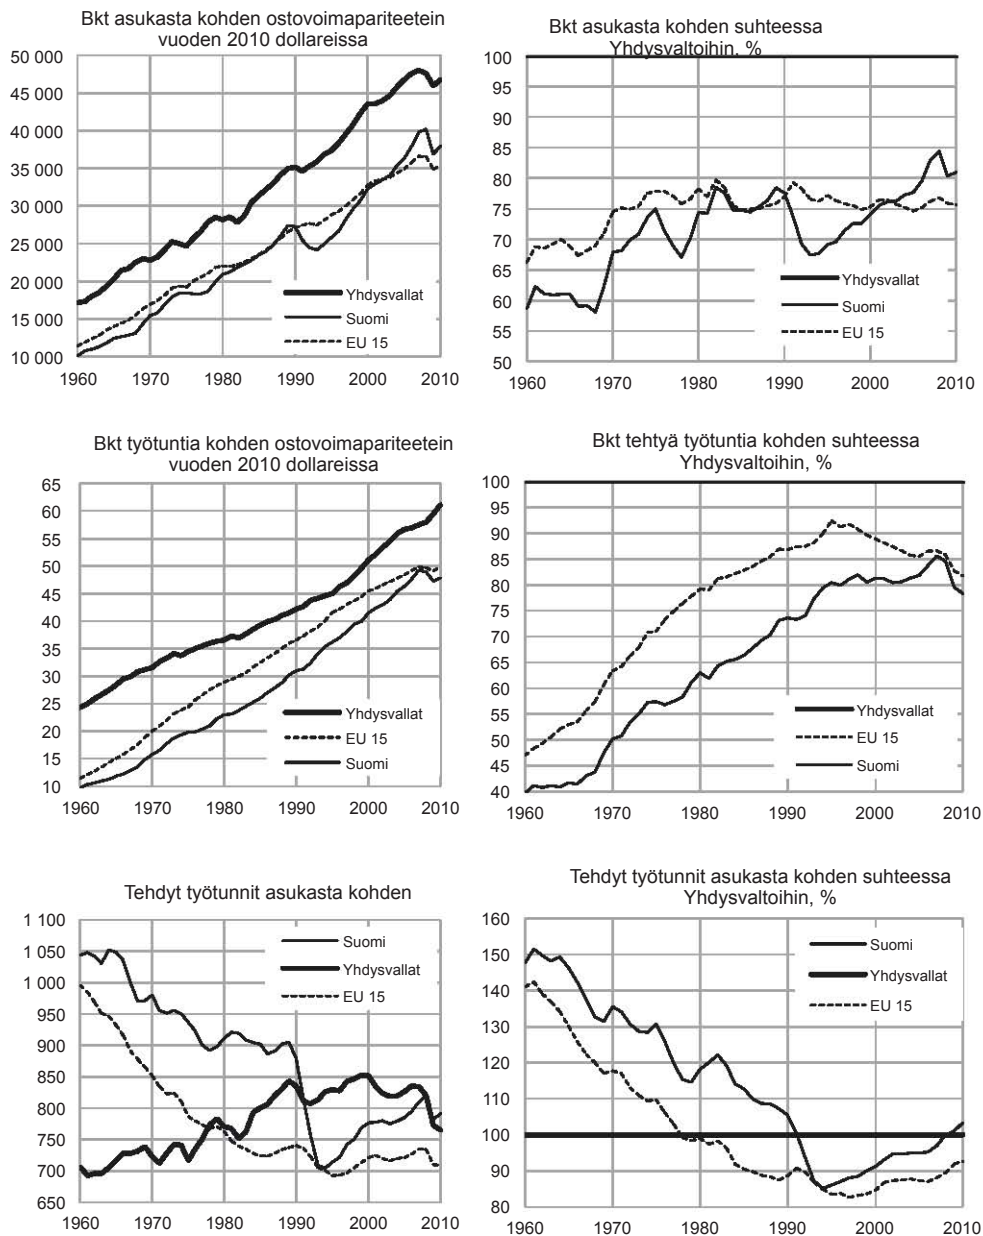 Bkt asukasta kohden ostovoimapariteetein
vuoden 2010 dollareissa
50 000
45 000
40 000
35 000
30 000
25 000
20 000
15 000
10 000
Yhdysvallat
Suomi
EU 15
1960 1970 1980 1990 2000 2010
Bkt asukasta kohden suhteessa
Yhdysvaltoihin, %
100
95
90
85
80
75
70
65
60
55
50
Yhdysvallat
Suomi
EU 15
1960 1970 1980 1990 2000 2010
Bkt työtuntia kohden ostovoimapariteetein
vuoden 2010 dollareissa
65
60
55
50
45
40
35
30
25
20
15
10
Yhdysvallat
EU 15
Suomi
1960 1970 1980 1990 2000 2010
Bkt tehtyä työtuntia kohden suhteessa
Yhdysvaltoihin, %
100
95
90
85
80
75
70
65
60
55
50
45
40
Yhdysvallat
EU 15
Suomi
1960 1970 1980 1990 2000 2010
Tehdyt työtunnit asukasta kohden
1 100
1 050
1 000
950
900
850
800
750
700
650
Suomi
Yhdysvallat
EU 15
1960 1970 1980 1990 2000 2010
Tehdyt työtunnit asukasta kohden suhteessa
Yhdysvaltoihin, %
160
150
140
130
120
110
100
90
80
Suomi
Yhdysvallat
EU 15
1960 1970 1980 1990 2000 2010